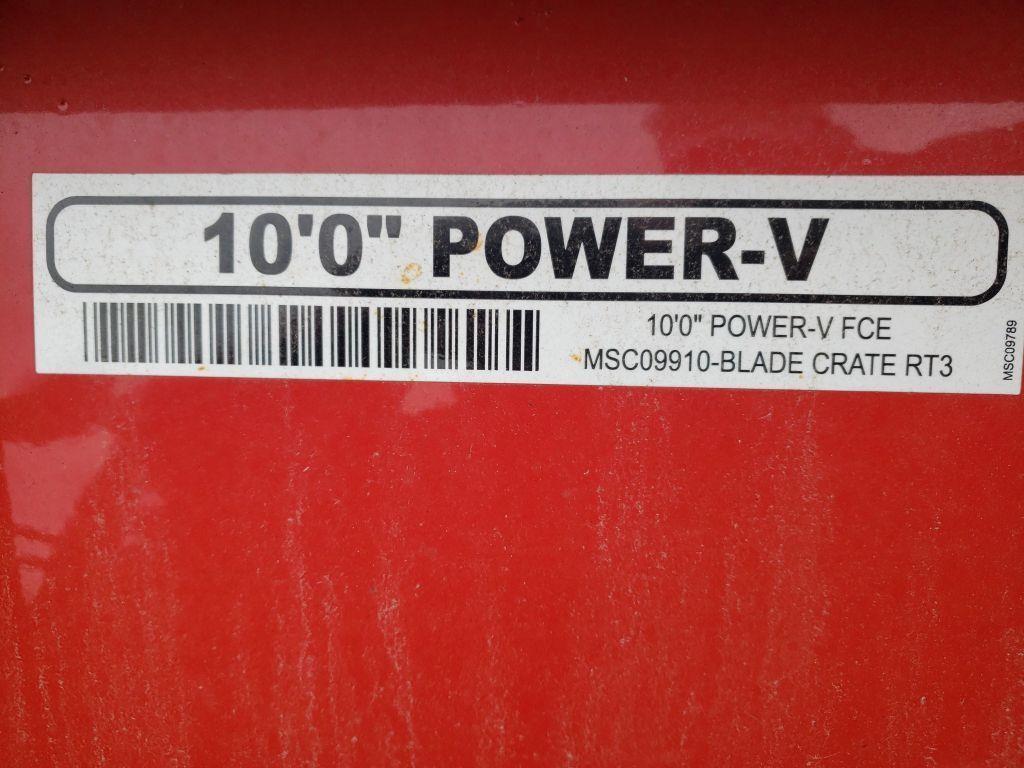 10'0" POWER-V
10'0" POWER-V FCE
MSC09910-BLADE CRATE RT3
MSC09789